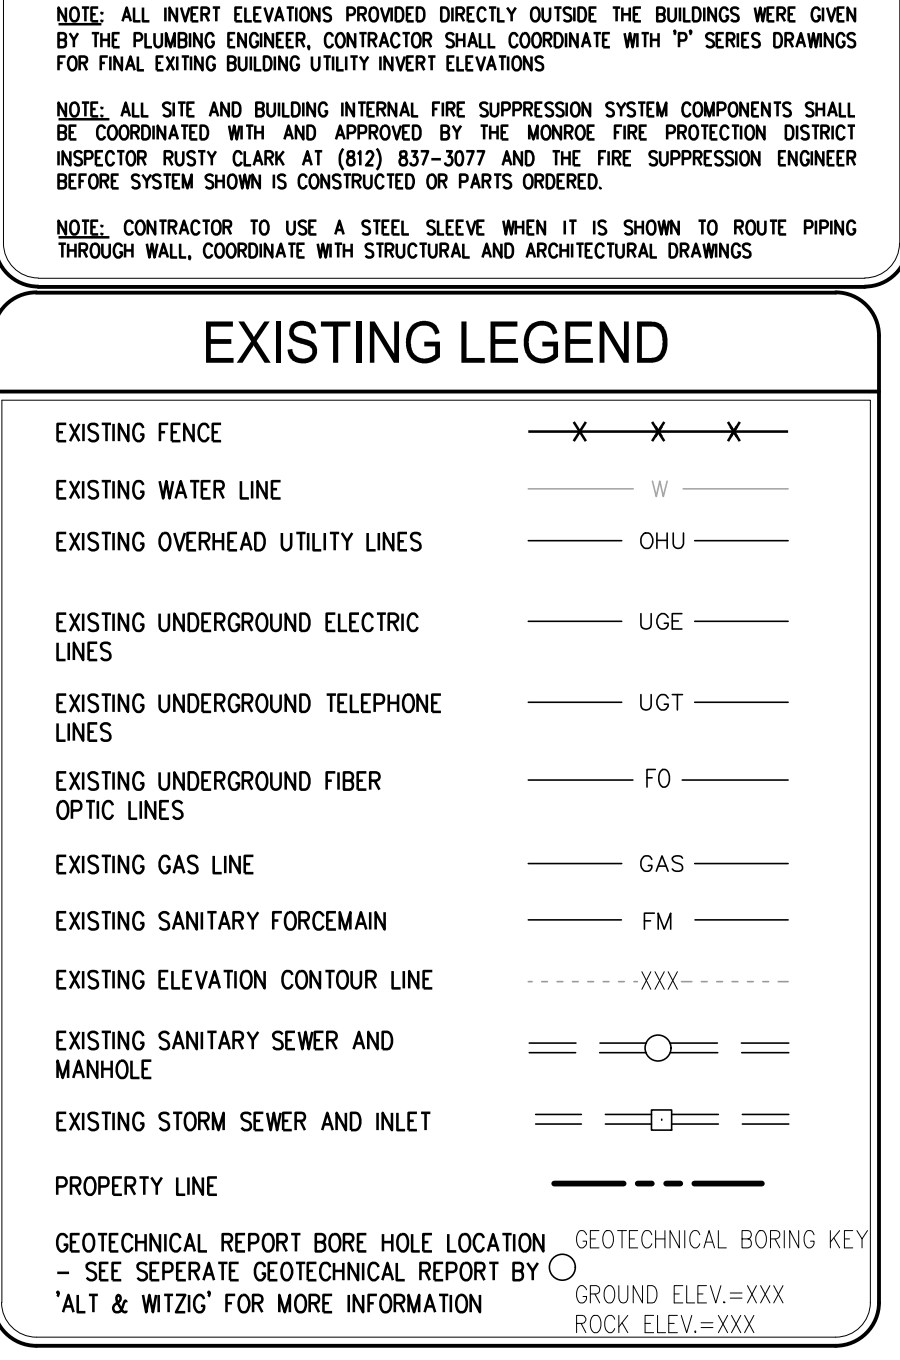 NOTE: ALL INVERT ELEVATIONS PROVIDED DIRECTLY OUTSIDE THE BUILDINGS WERE GIVEN
BY THE PLUMBING ENGINEER, CONTRACTOR SHALL COORDINATE WITH 'P' SERIES DRAWINGS
FOR FINAL EXITING BUILDING UTILITY INVERT ELEVATIONS
NOTE: ALL SITE AND BUILDING INTERNAL FIRE SUPPRESSION SYSTEM COMPONENTS SHALL
BE COORDINATED WITH AND APPROVED BY THE MONROE FIRE PROTECTION DISTRICT
INSPECTOR RUSTY CLARK AT (812) 837-3077 AND THE FIRE SUPPRESSION ENGINEER
BEFORE SYSTEM SHOWN IS CONSTRUCTED OR PARTS ORDERED.
NOTE: CONTRACTOR TO USE A STEEL SLEEVE WHEN IT IS SHOWN TO ROUTE PIPING
THROUGH WALL, COORDINATE WITH STRUCTURAL AND ARCHITECTURAL DRAWINGS
EXISTING LEGEND
EXISTING FENCE X X X
EXISTING WATER LINE W
EXISTING OVERHEAD UTILITY LINES OHU
EXISTING UNDERGROUND ELECTRIC UGE
LINES
EXISTING UNDERGROUND TELEPHONE UGT
LINES
EXISTING UNDERGROUND FIBER FO
OPTIC LINES
EXISTING GAS LINE GAS
EXISTING SANITARY FORCEMAIN FM
EXISTING ELEVATION CONTOUR LINE XXX
EXISTING SANITARY SEWER AND
MANHOLE
EXISTING STORM SEWER AND INLET
PROPERTY LINE
GEOTECHNICAL REPORT BORE HOLE LOCATION
- SEE SEPERATE GEOTECHNICAL REPORT BY
'ALT & WITZIG' FOR MORE INFORMATION
GEOTECHNICAL BORING KEY
GROUND ELEV.=XXX
ROCK ELEV.=XXX